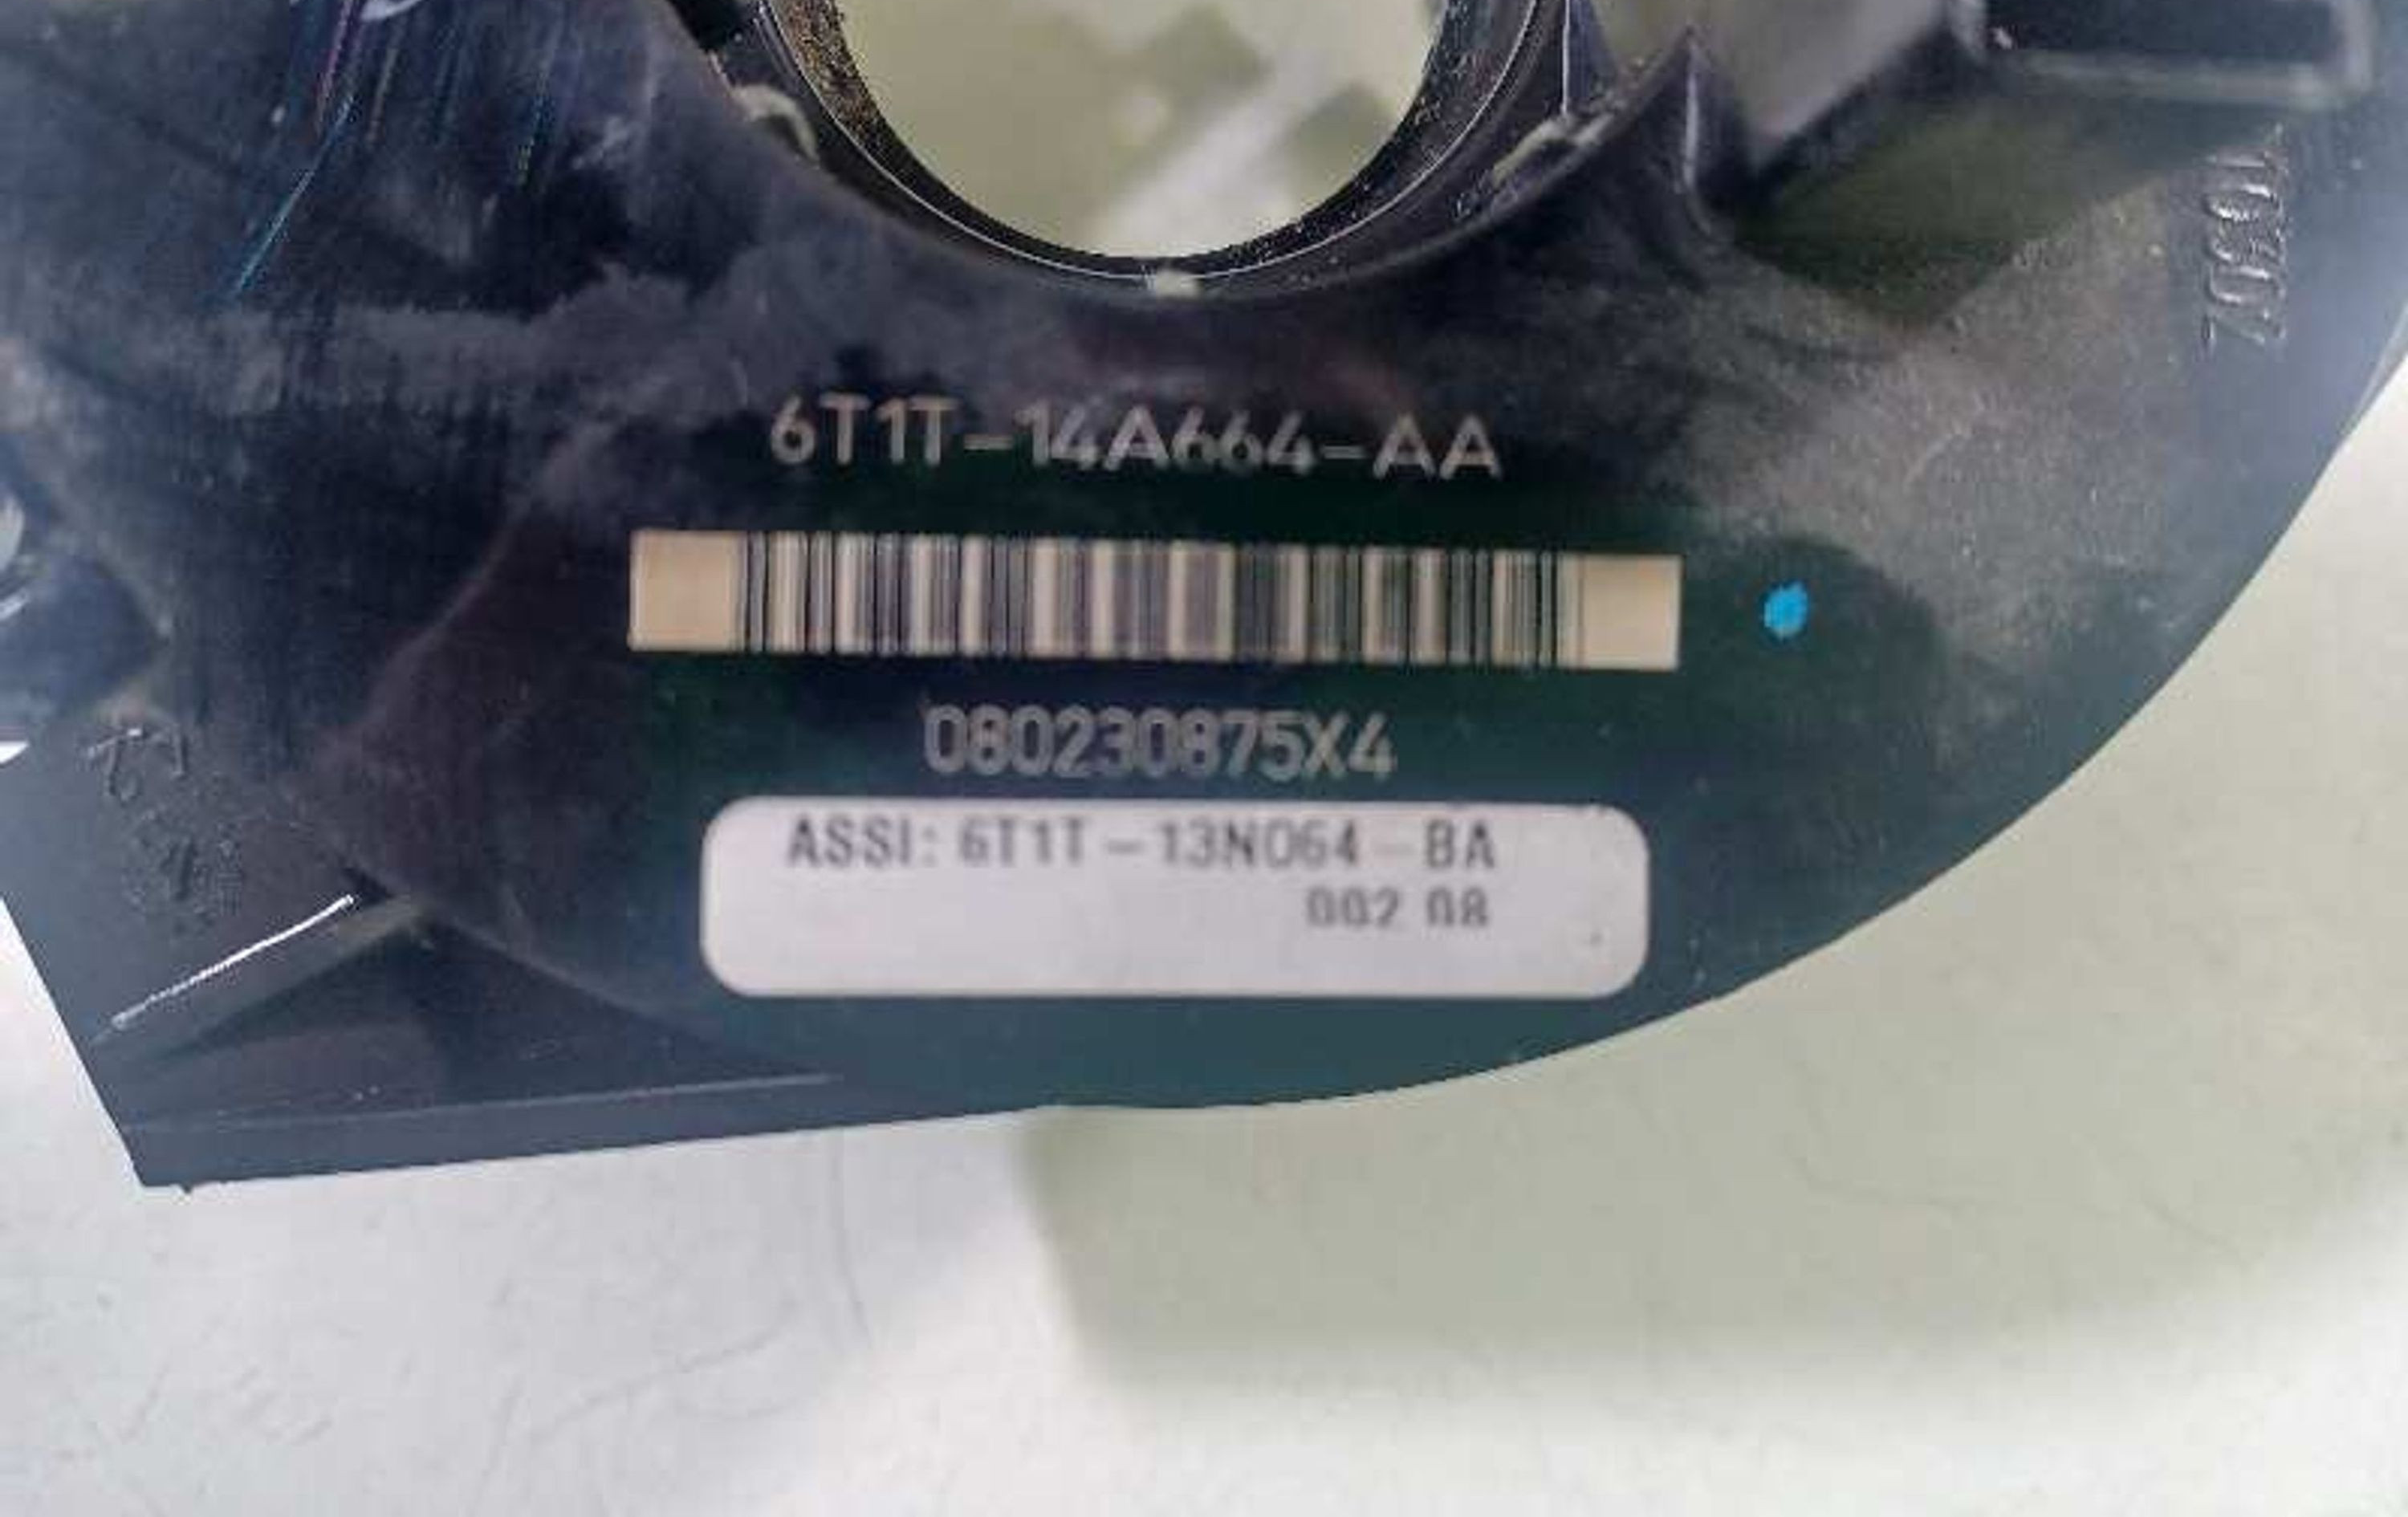 6T1T-14A664-AA
080230875X4
ASSI: 6T1T-13N064-BA
002 08